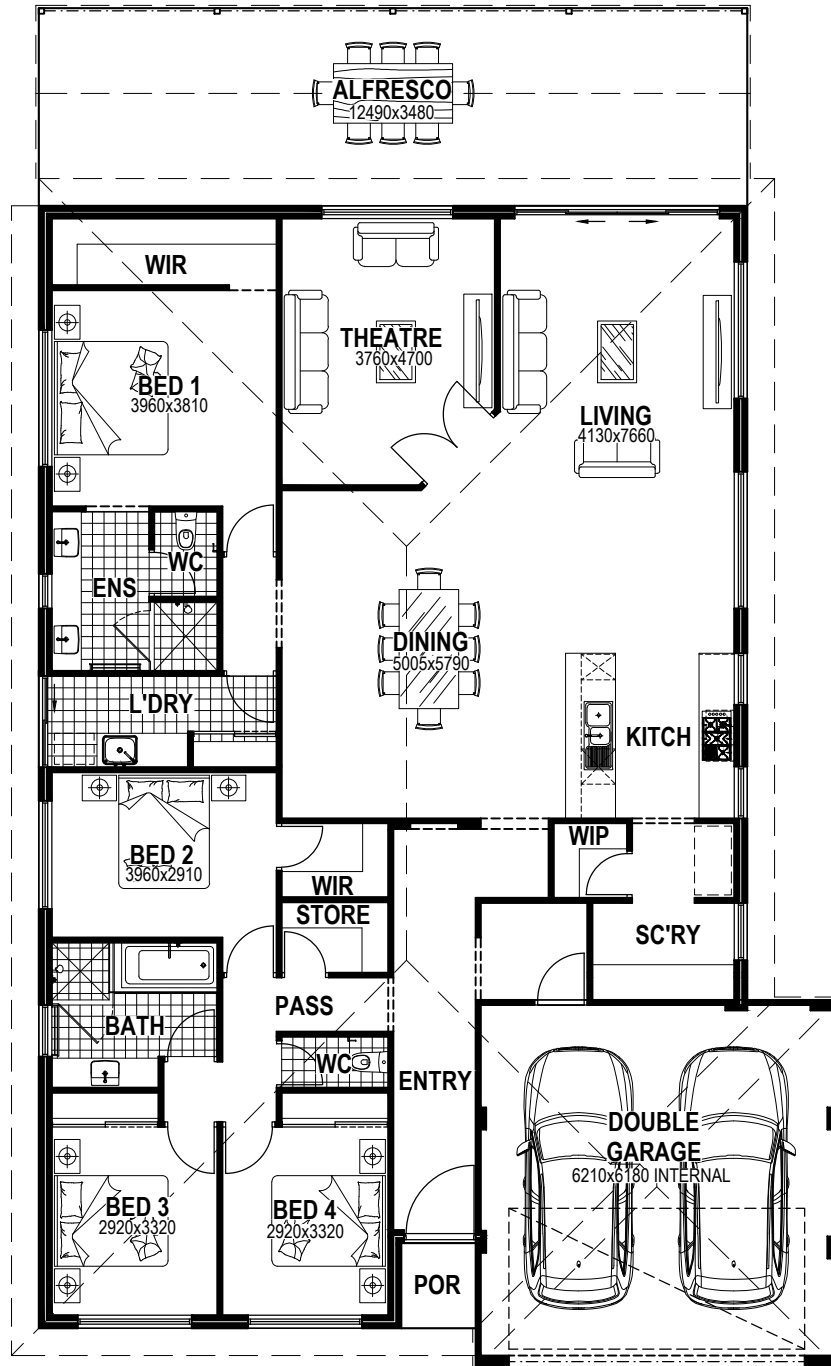 ALFRESCO
12490x3480
WIR
THEATRE
3760x4700
BED 1
3960x3810
LIVING
4130x7660
WC
ENS
DINING
5005x5790
L'DRY
KITCH
WIP
BED 2
3960x2910
WIR
STORE
SC'RY
PASS
BATH
WC
ENTRY
DOUBLE
GARAGE
6210x6180 INTERNAL
BED 3
2920x3320
BED 4
2920x3320
POR